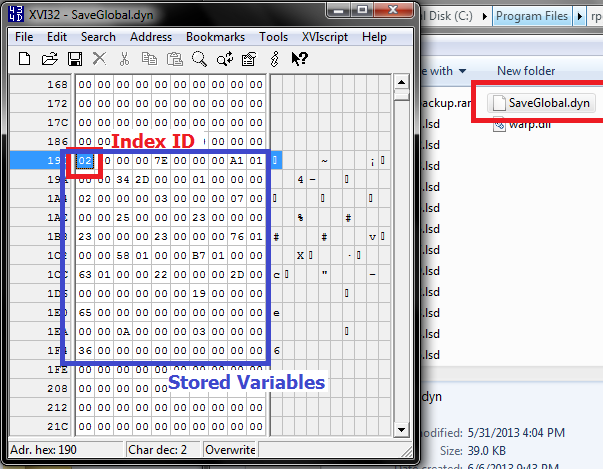 XVI32 - SaveGlobal.dyn
File Edit Search Address Bookmarks Tools XVIscript Help
168 00 00 00 00 00 00 00 00 00 00
172 00 00 00 00 00 00 00 00 00 00
17C 00 00 00 00 00 00 00 00 00 00
186 00 00 00 00 00 00 00 00 00 00
Index ID
190 02 00 00 00 7E 00 00 00 A1 01 ~ ¡
19A 00 00 34 2D 00 00 01 00 00 00 4 -
1A4 02 00 00 00 03 00 00 00 07 00
1AE 00 00 25 00 00 00 23 00 00 00 % #
1B8 23 00 00 00 23 00 00 00 76 01 # # v
1C2 00 00 58 01 00 00 B7 01 00 00 X ·
1CC 63 01 00 00 22 00 00 00 2D 00 c " -
1D6 00 00 00 00 00 00 19 00 00 00
1E0 65 00 00 00 00 00 00 00 00 00 e
1EA 00 00 0A 00 00 00 03 00 00 00
1F4 36 00 00 00 00 00 00 00 00 00 6
1FE 00 00 00 00 00 00 00 00 00 00
Stored Variables
208 00 00 00 00 00 00 00 00 00 00
212 00 00 00 00 00 00 00 00 00 00
21C 00 00 00 00 00 00 00 00 00 00
Adr. hex: 190 Char dec: 2 Overwrite
l Disk (C:) Program Files rp
e with New folder
ackup.rar
SaveGlobal.dyn
.lsd
warp.dll
.lsd
.lsd
.lsd
.lsd
.lsd
.lsd
.lsd
.lsd
.lsd
.lsd
.dyn
modified: 5/31/2013 4:04 PM
Size: 39.0 KB
Date created: 6/6/2013 9:43 PM